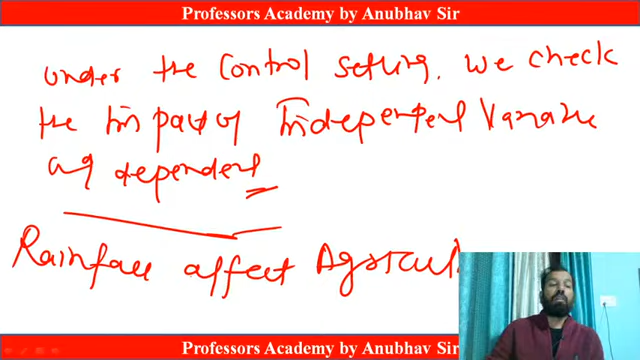 Professors Academy by Anubhav Sir
under the control setting. We check
the impact of Independent Variable
and dependent
Rainfall affect Agricul
Professors Academy by Anubhav Sir